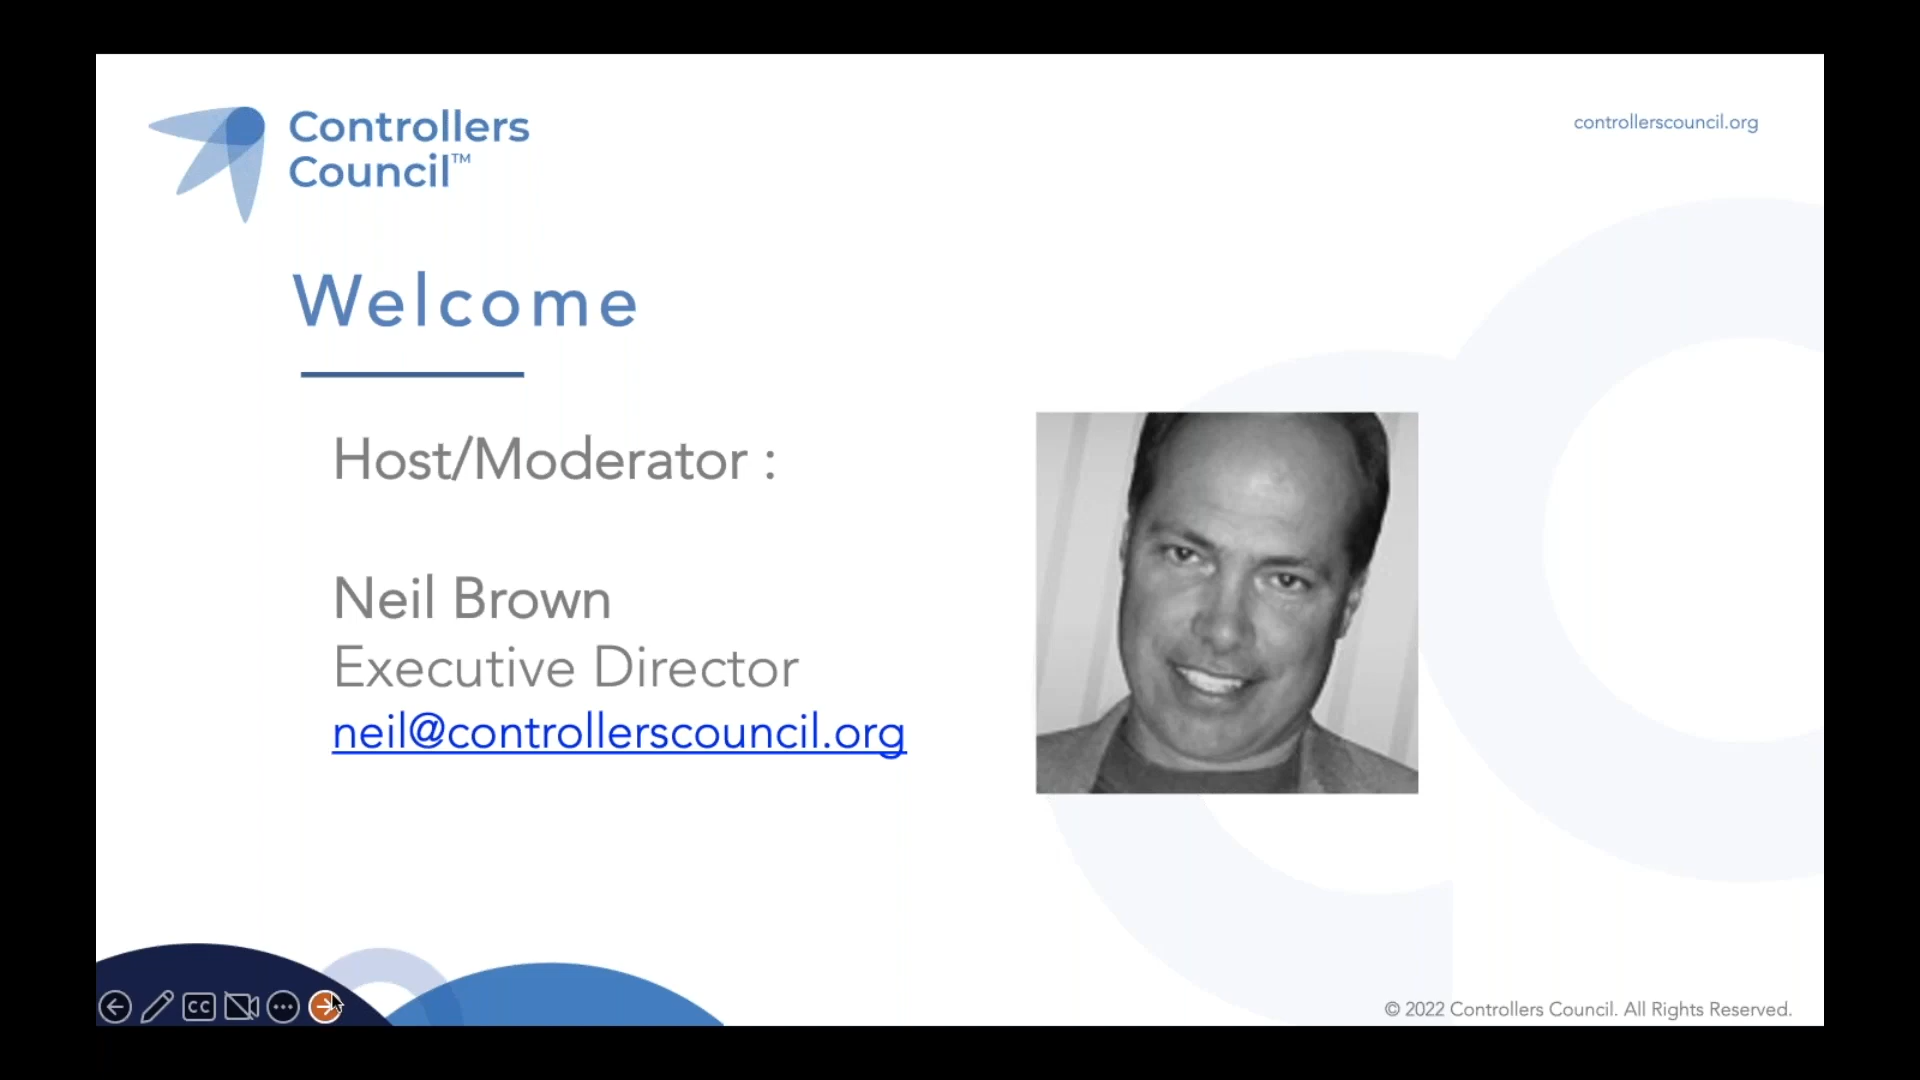 Controllers
Council™
controllerscouncil.org
Welcome
Host/Moderator :
Neil Brown
Executive Director
neil@controllerscouncil.org
CC
© 2022 Controllers Council. All Rights Reserved.